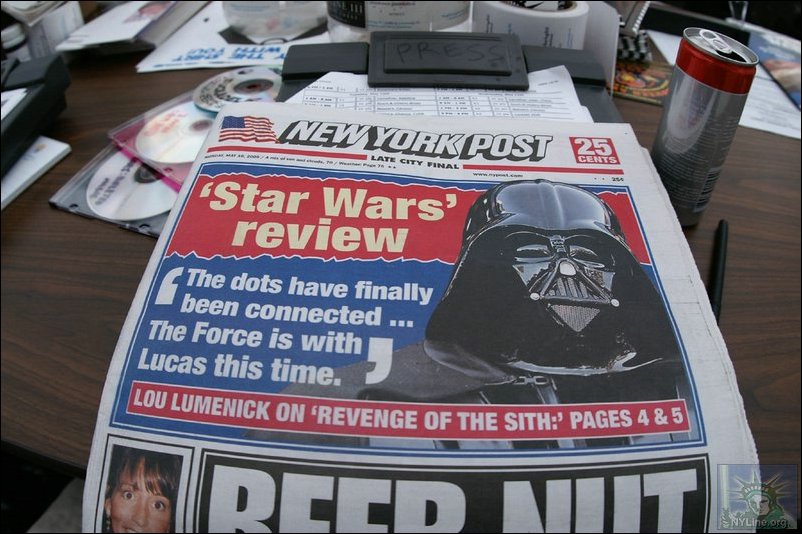 PRESS
NEW YORK POST
25
CENTS
LATE CITY FINAL
www.nypost.com
25¢
'Star Wars'
review
'The dots have finally
been connected ...
The Force is with
Lucas this time.'
LOU LUMENICK ON 'REVENGE OF THE SITH:' PAGES 4 & 5
BEER NUT
NYLine.org